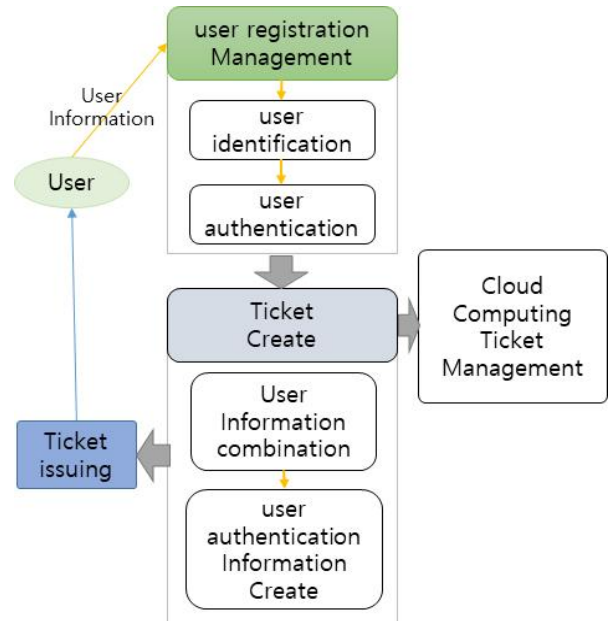 user registration
Management
User
Information
user
identification
User
user
authentication
Ticket
Create
Cloud
Computing
Ticket
Management
User
Information
combination
Ticket
issuing
user
authentication
Information
Create